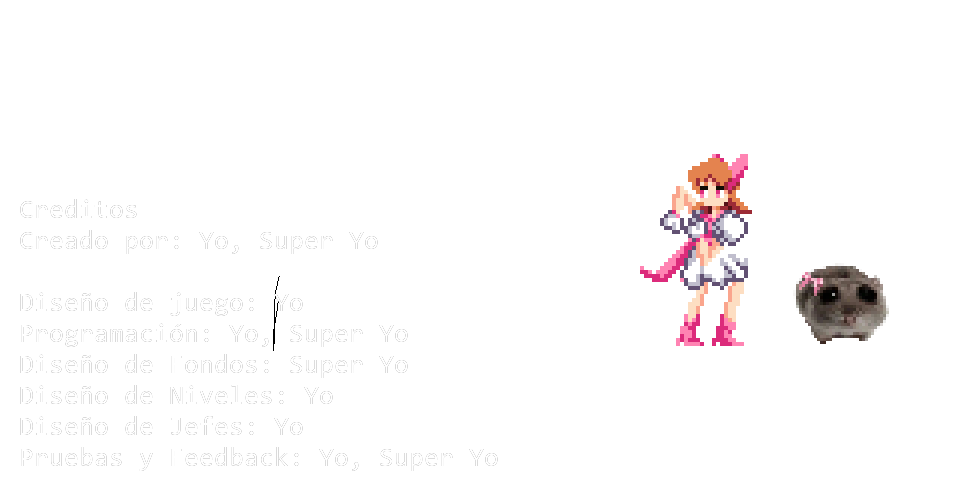 Creditos
Creado por: Yo, Super Yo
Diseño de juego: Yo
Programación: Yo, Super Yo
Diseño de Fondos: Super Yo
Diseño de Niveles: Yo
Diseño de Jefes: Yo
Pruebas y Feedback: Yo, Super Yo